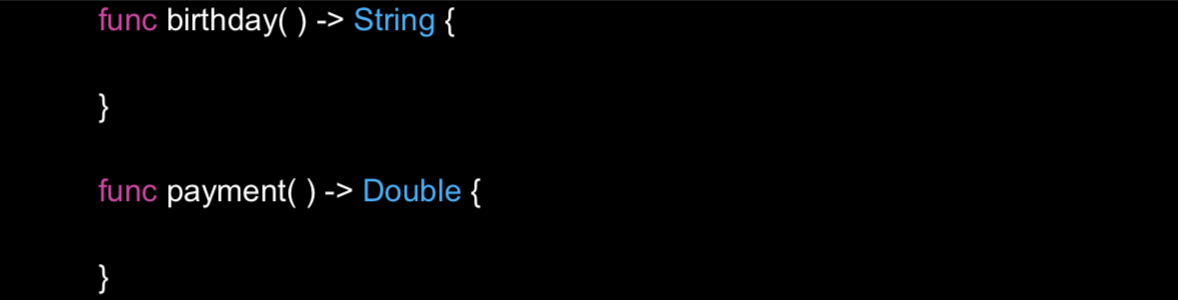 func birthday( ) -> String {
}
func payment( ) -> Double {
}